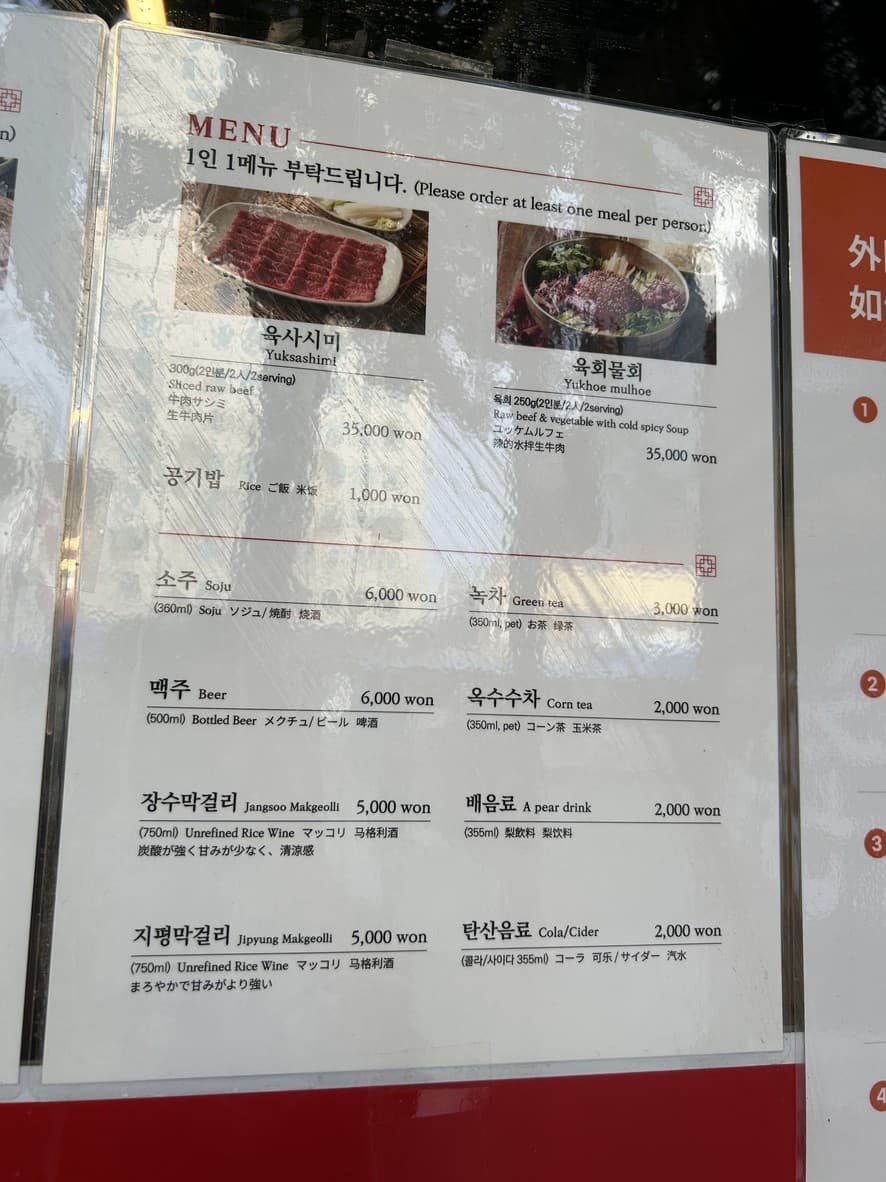 n)
MENU
1인 1메뉴 부탁드립니다. (Please order at least one meal per person)
육사시미
Yuksashimi
300g(2인분/2人/2serving)
Sliced raw beef
牛肉サシミ
生牛肉片
35,000 won
육회물회
Yukhoe mulhoe
육회 250g(2인분/2人/2serving)
Raw beef & vegetable with cold spicy Soup
ユッケムルフェ
辣的水拌生牛肉
35,000 won
공기밥 Rice ご飯 米饭 1,000 won
소주 Soju 6,000 won
(360ml) Soju ソジュ/焼酎 烧酒
맥주 Beer 6,000 won
(500ml) Bottled Beer メクチュ/ビール 啤酒
장수막걸리 Jangsoo Makgeolli 5,000 won
(750ml) Unrefined Rice Wine マッコリ 马格利酒
炭酸が強く甘みが少なく、清涼感
지평막걸리 Jipyung Makgeolli 5,000 won
(750ml) Unrefined Rice Wine マッコリ 马格利酒
まろやかで甘みがより強い
녹차 Green tea 3,000 won
(350ml, pet) お茶 绿茶
옥수수차 Corn tea 2,000 won
(350ml, pet) コーン茶 玉米茶
배음료 A pear drink 2,000 won
(355ml) 梨飲料 梨饮料
탄산음료 Cola/Cider 2,000 won
(콜라/사이다 355ml) コーラ 可乐/サイダー 汽水
外
如
1
2
3
4